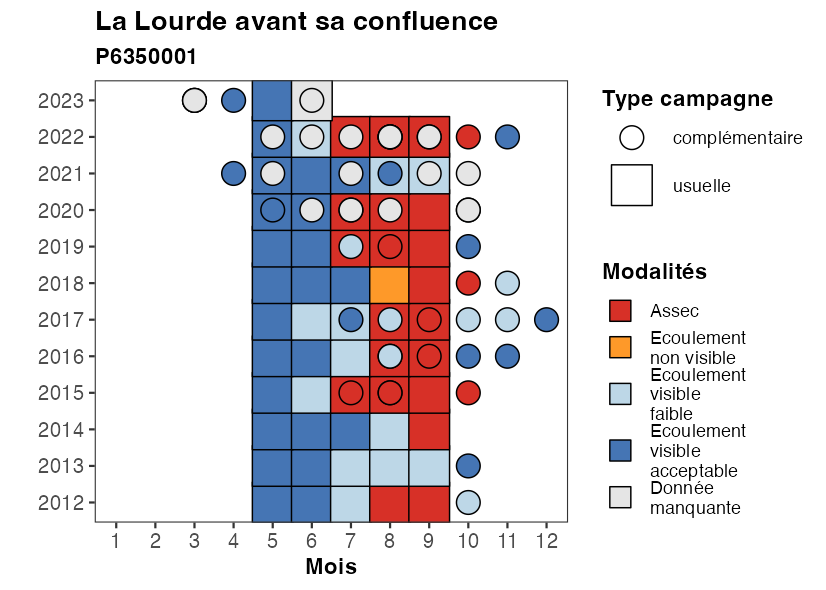 La Lourde avant sa confluence
P6350001
2023
2022
2021
2020
2019
2018
2017
2016
2015
2014
2013
2012
1 2 3 4 5 6 7 8 9 10 11 12
Mois
Type campagne
complémentaire
usuelle
Modalités
Assec
Ecoulement
non visible
Ecoulement
visible
faible
Ecoulement
visible
acceptable
Donnée
manquante